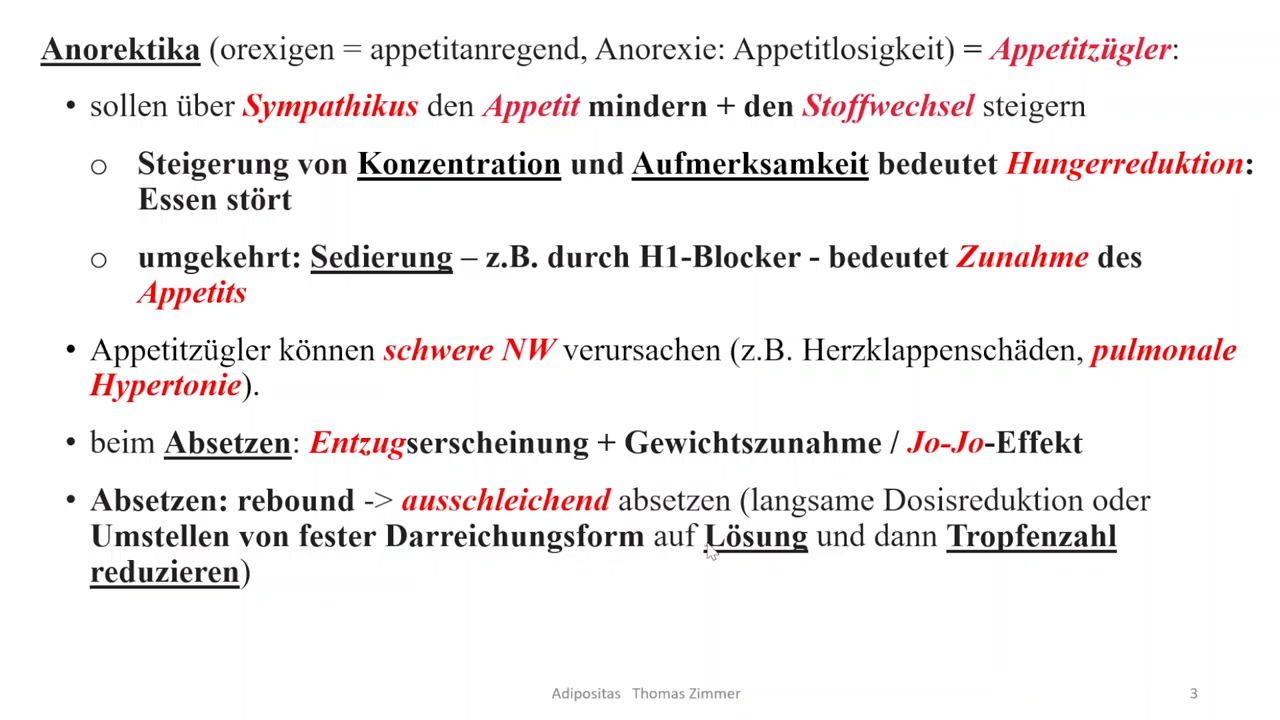 Anorektika (orexigen = appetitanregend, Anorexie: Appetitlosigkeit) = Appetitzügler:
• sollen über Sympathikus den Appetit mindern + den Stoffwechsel steigern
o Steigerung von Konzentration und Aufmerksamkeit bedeutet Hungerreduktion:
Essen stört
o umgekehrt: Sedierung – z.B. durch H1-Blocker - bedeutet Zunahme des
Appetits
• Appetitzügler können schwere NW verursachen (z.B. Herzklappenschäden, pulmonale
Hypertonie).
• beim Absetzen: Entzugserscheinung + Gewichtszunahme / Jo-Jo-Effekt
• Absetzen: rebound -> ausschleichend absetzen (langsame Dosisreduktion oder
Umstellen von fester Darreichungsform auf Lösung und dann Tropfenzahl
reduzieren)
Adipositas Thomas Zimmer
3